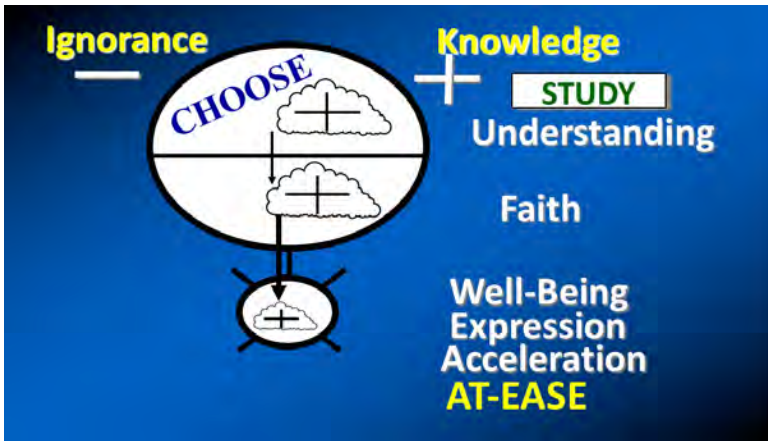 Ignorance
Knowledge
CHOOSE
STUDY
Understanding
Faith
Well-Being
Expression
Acceleration
AT-EASE